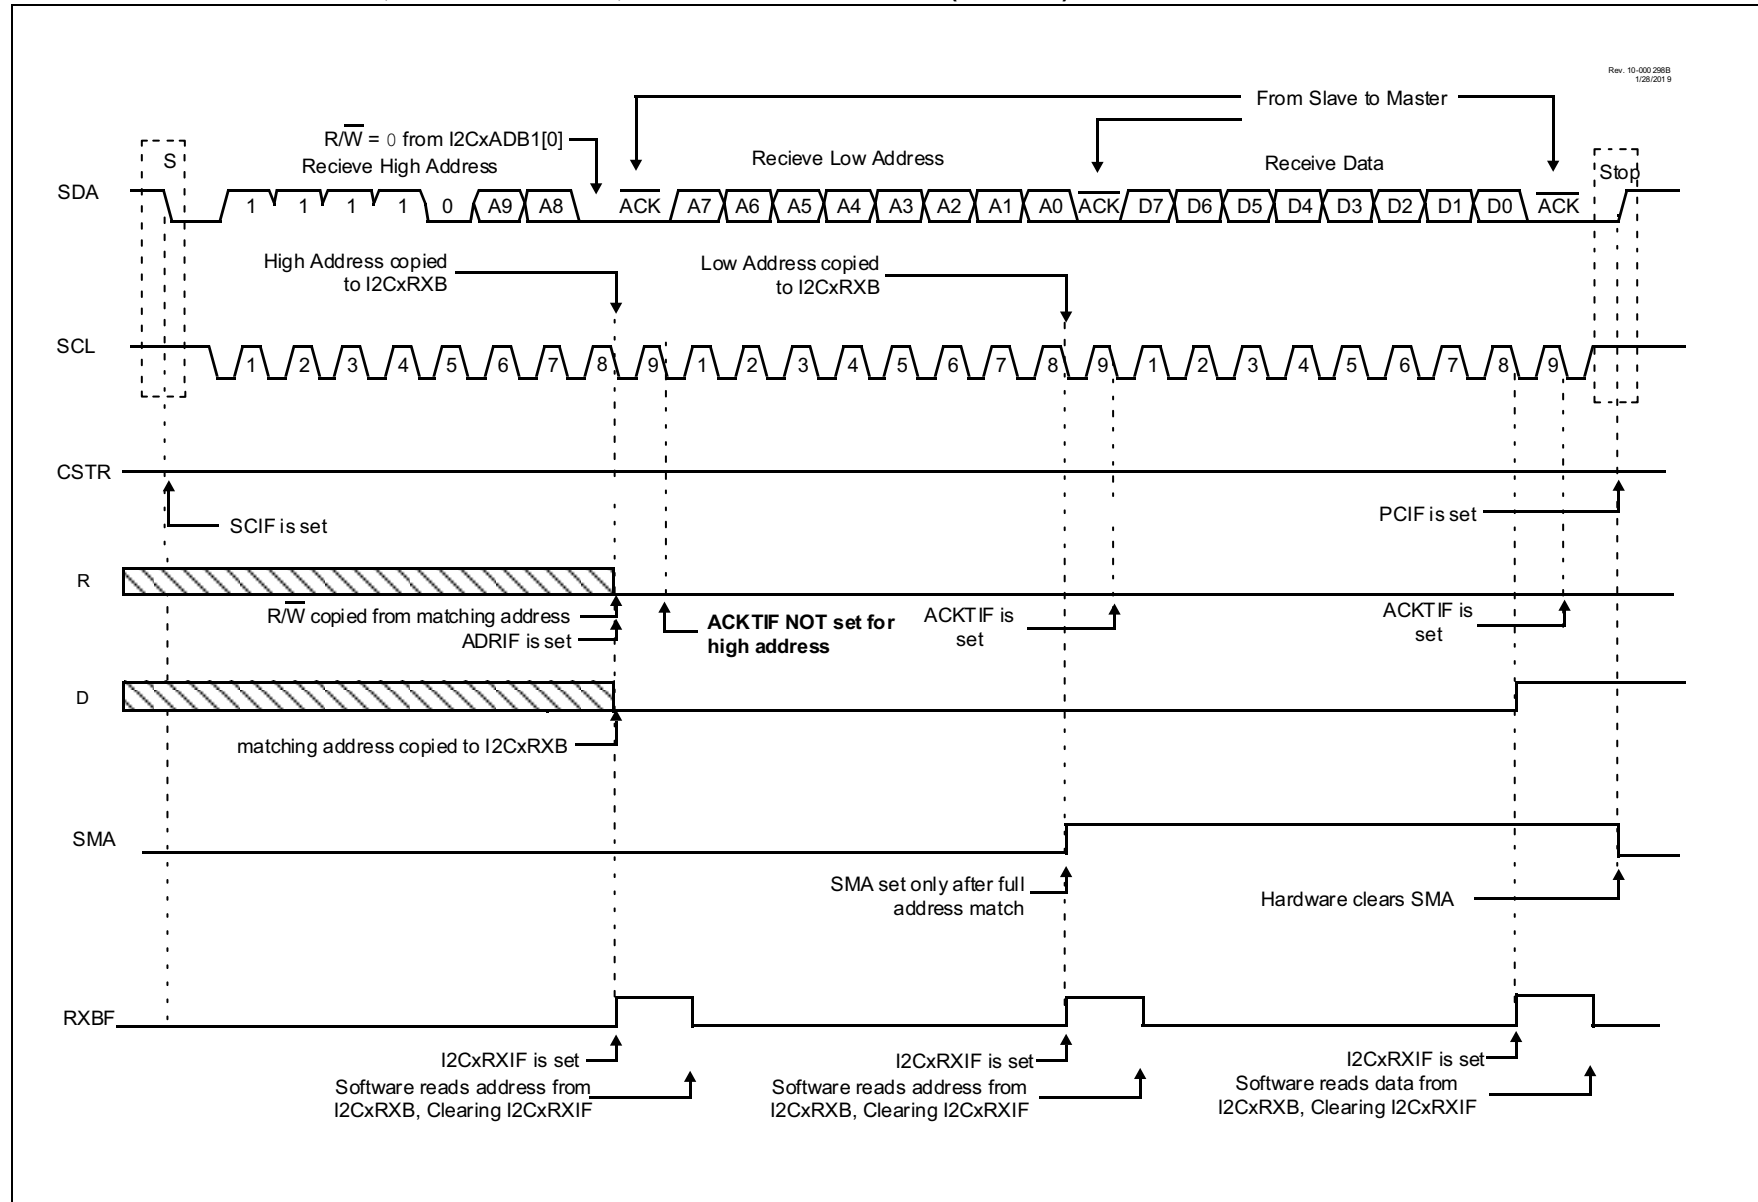 Rev. 10-000 298B
1/28/201 9
From Slave to Master
R/W = 0 from I2CxADB1[0]
Recieve High Address
Recieve Low Address
Receive Data
S
Stop
SDA
1 1 1 1 0 A9 A8 ACK A7 A6 A5 A4 A3 A2 A1 A0 ACK D7 D6 D5 D4 D3 D2 D1 D0 ACK
High Address copied
to I2CxRXB
Low Address copied
to I2CxRXB
SCL
1 2 3 4 5 6 7 8 9 1 2 3 4 5 6 7 8 9 1 2 3 4 5 6 7 8 9
CSTR
SCIF is set
PCIF is set
R
R/W copied from matching address
ADRIF is set
ACKTIF NOT set for
high address
ACKTIF is
set
ACKTIF is
set
D
matching address copied to I2CxRXB
SMA
SMA set only after full
address match
Hardware clears SMA
RXBF
I2CxRXIF is set
Software reads address from
I2CxRXB, Clearing I2CxRXIF
I2CxRXIF is set
Software reads address from
I2CxRXB, Clearing I2CxRXIF
I2CxRXIF is set
Software reads data from
I2CxRXB, Clearing I2CxRXIF